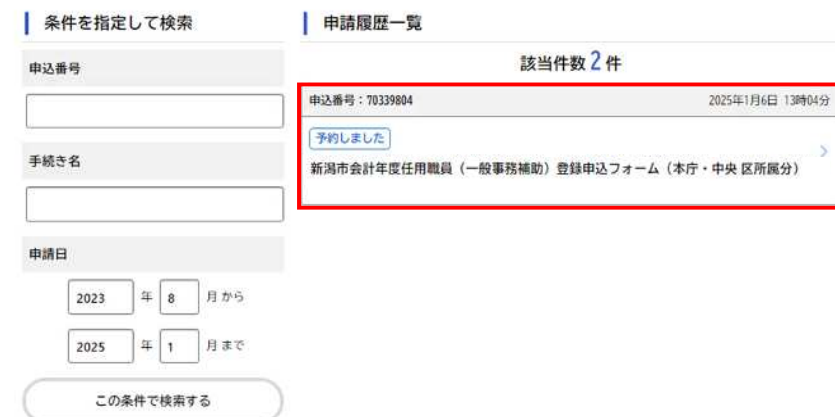 条件を指定して検索
申込番号
手続き名
申請日
2023 年 8 月 から
2025 年 1 月 まで
この条件で検索する
申請履歴一覧
該当件数 2 件
申込番号：70339804 2025年1月6日 13時04分
予約しました
新潟市会計年度任用職員（一般事務補助）登録申込フォーム（本庁・中央 区所属分）